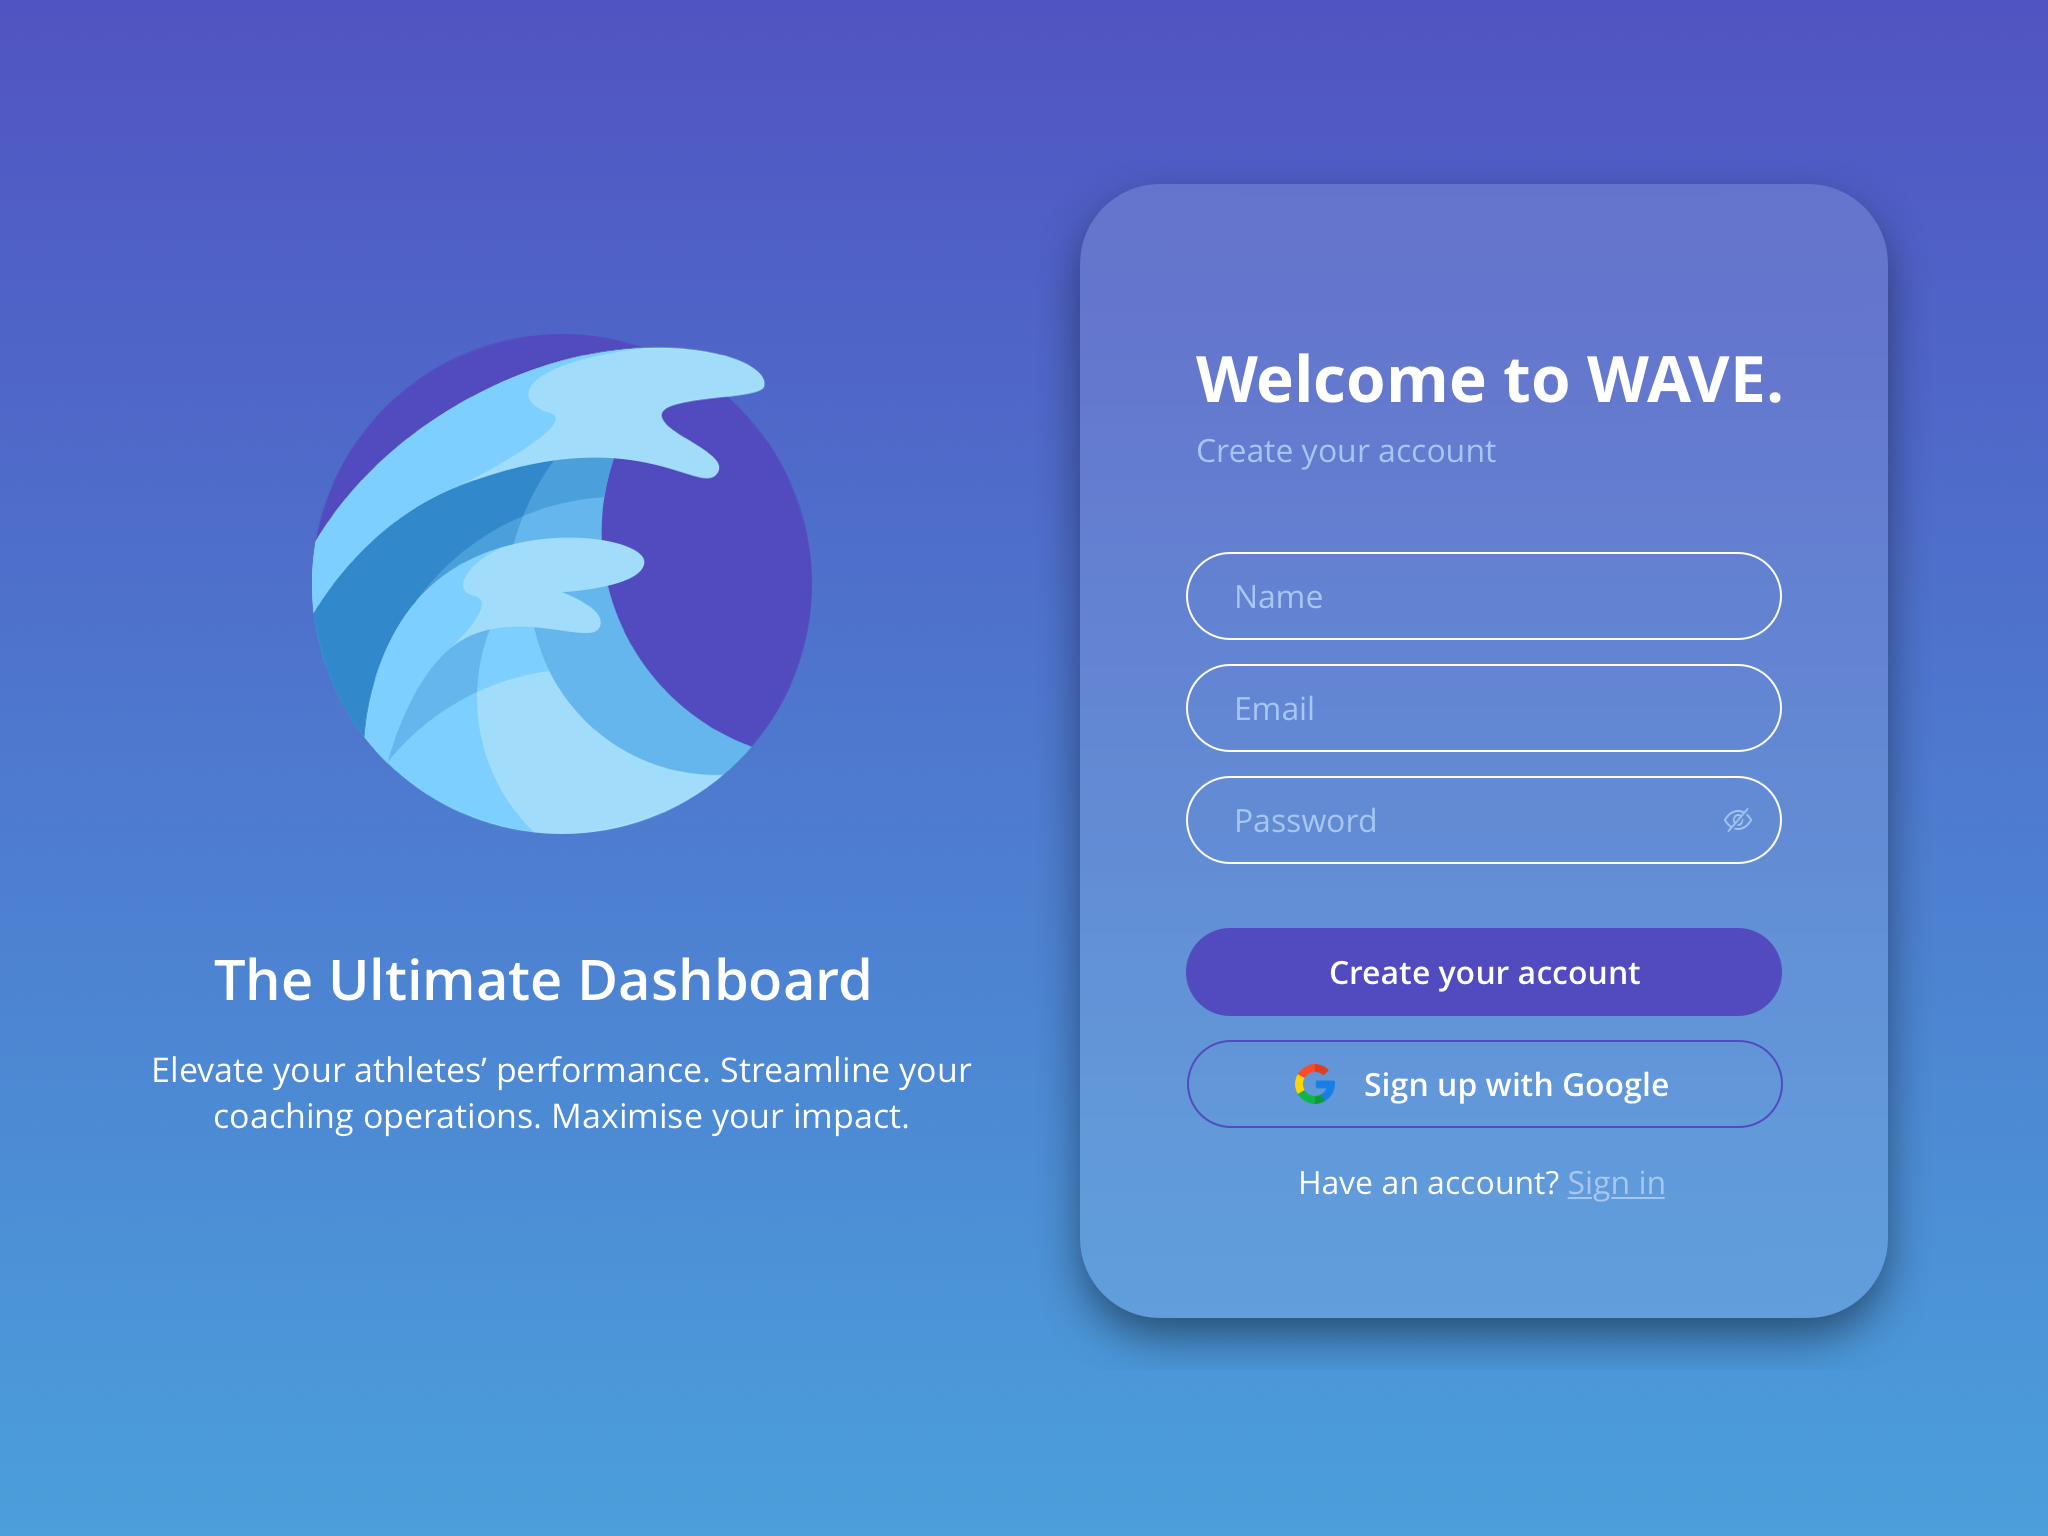 The Ultimate Dashboard
Elevate your athletes’ performance. Streamline your
coaching operations. Maximise your impact.
Welcome to WAVE.
Create your account
Name
Email
Password
Create your account
Sign up with Google
Have an account? Sign in